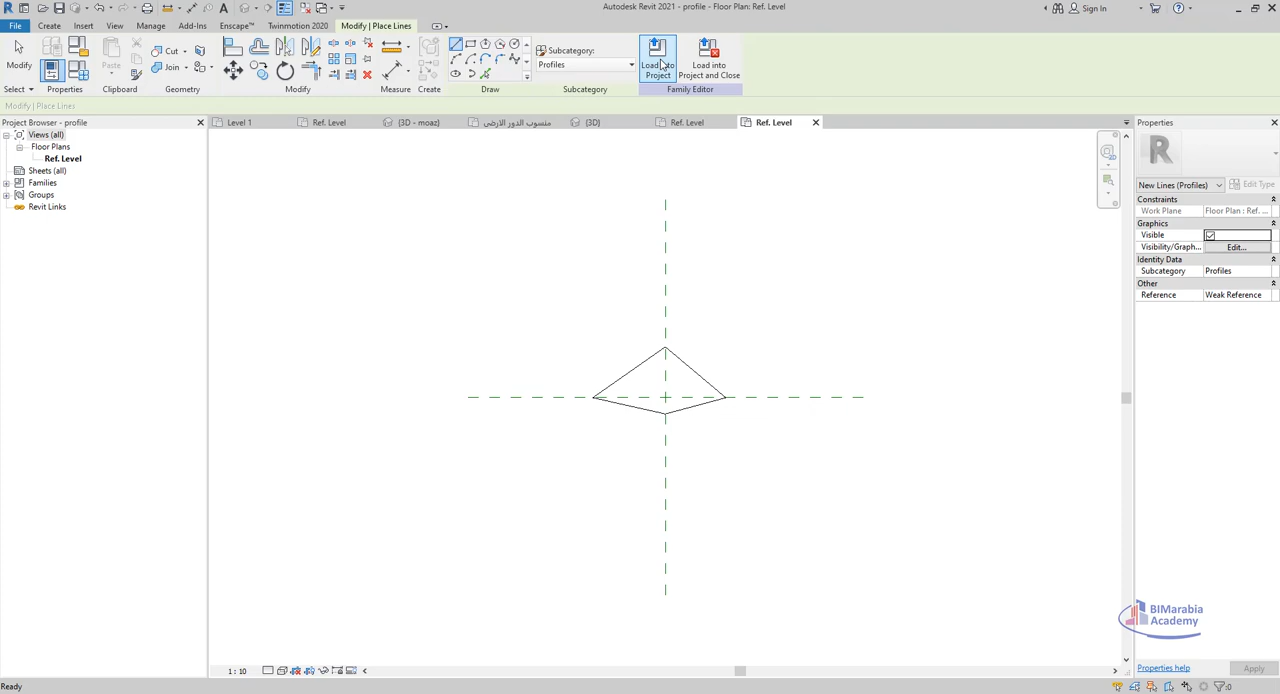 Autodesk Revit 2021 - profile - Floor Plan: Ref. Level
Sign In
File Create Insert View Manage Add-Ins Enscape™ Twinmotion 2020 Modify | Place Lines
Modify
Paste
Cut
Join
Subcategory:
Profiles
Load into Project
Load into Project and Close
Select Properties Clipboard Geometry Modify Measure Create Draw Subcategory Family Editor
Modify | Place Lines
Project Browser - profile
Views (all)
Floor Plans
Ref. Level
Sheets (all)
Families
Groups
Revit Links
Level 1
Ref. Level
{3D - moaz}
منسوب الدور الارضى
{3D}
Ref. Level
Ref. Level
2D
Properties
R
New Lines (Profiles)
Edit Type
Constraints
Work Plane Floor Plan : Ref. ...
Graphics
Visible
Visibility/Graph... Edit...
Identity Data
Subcategory Profiles
Other
Reference Weak Reference
BIMarabia
Academy
Properties help
Apply
1 : 10
Ready
:0